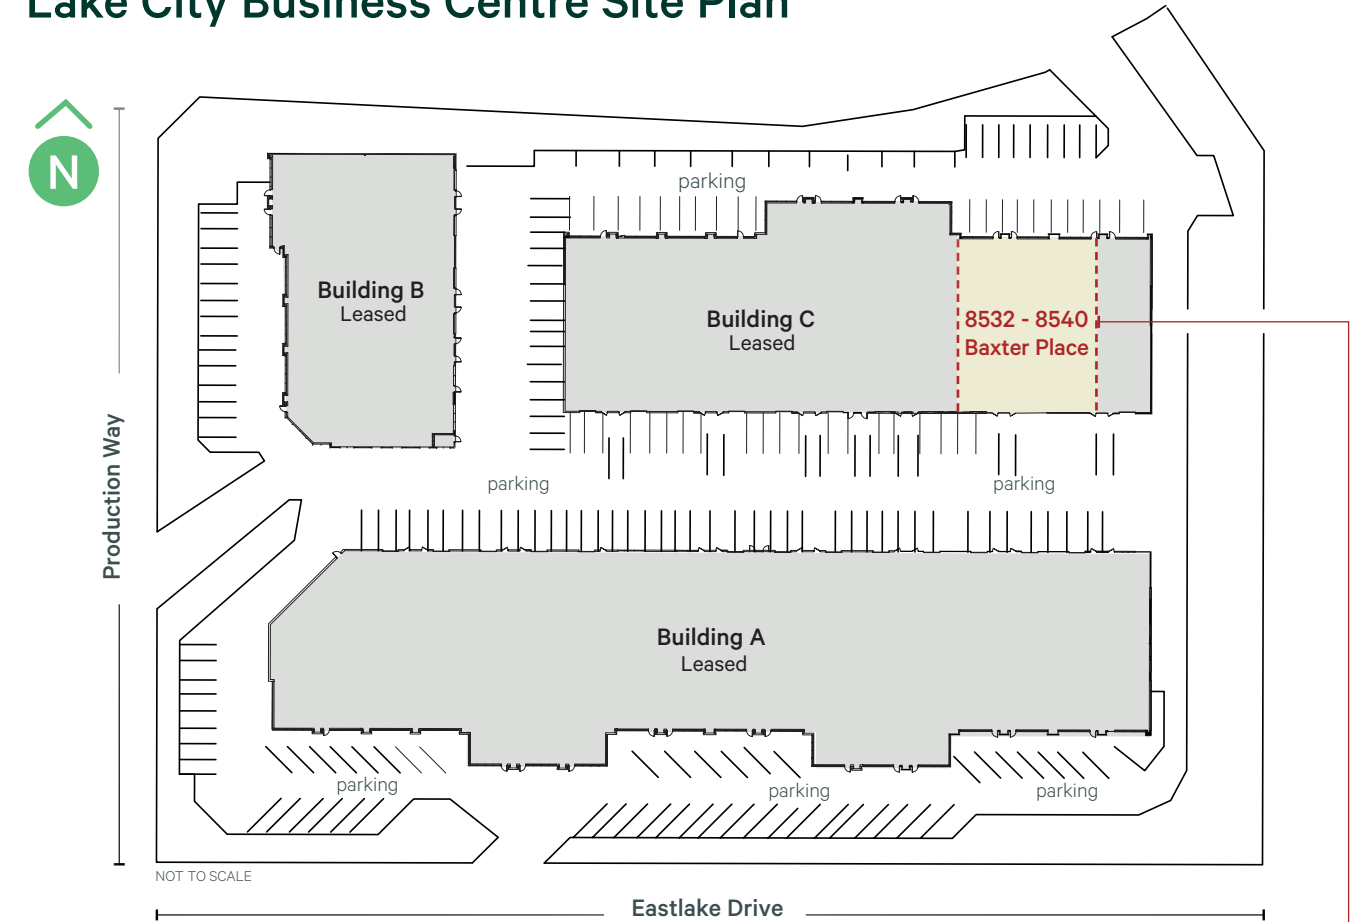 Lake City Business Centre Site Plan
N
parking
Building B
Leased
Building C
Leased
8532 - 8540
Baxter Place
Production Way
parking
parking
Building A
Leased
parking
parking
parking
NOT TO SCALE
Eastlake Drive